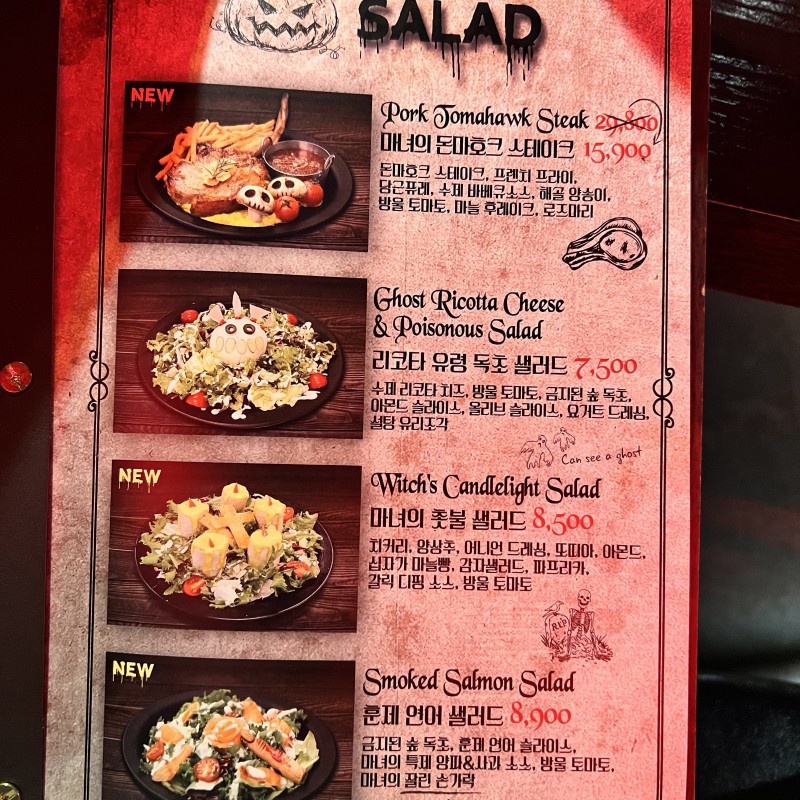 SALAD
NEW
Pork Tomahawk Steak 20,800
마녀의 돈마호크 스테이크 15,900
돈마호크 스테이크, 프렌치 프라이,
당근퓨레, 수제 바베큐소스, 해골 양송이,
방울 토마토, 마늘 후레이크, 로즈마리
Ghost Ricotta Cheese
& Poisonous Salad
리코타 유령 독초 샐러드 7,500
수제 리코타 치즈, 방울 토마토, 금지된 숲 독초,
아몬드 슬라이스, 올리브 슬라이스, 요거트 드레싱,
설탕 유리조각
Can see a ghost
NEW
Witch's Candlelight Salad
마녀의 촛불 샐러드 8,500
치커리, 양상추, 어니언 드레싱, 또띠아, 아몬드,
십자가 마늘빵, 감자샐러드, 파프리카,
갈릭 디핑 소스, 방울 토마토
RIP
NEW
Smoked Salmon Salad
훈제 연어 샐러드 8,900
금지된 숲 독초, 훈제 연어 슬라이스,
마녀의 특제 양파&사과 소스, 방울 토마토,
마녀의 잘린 손가락